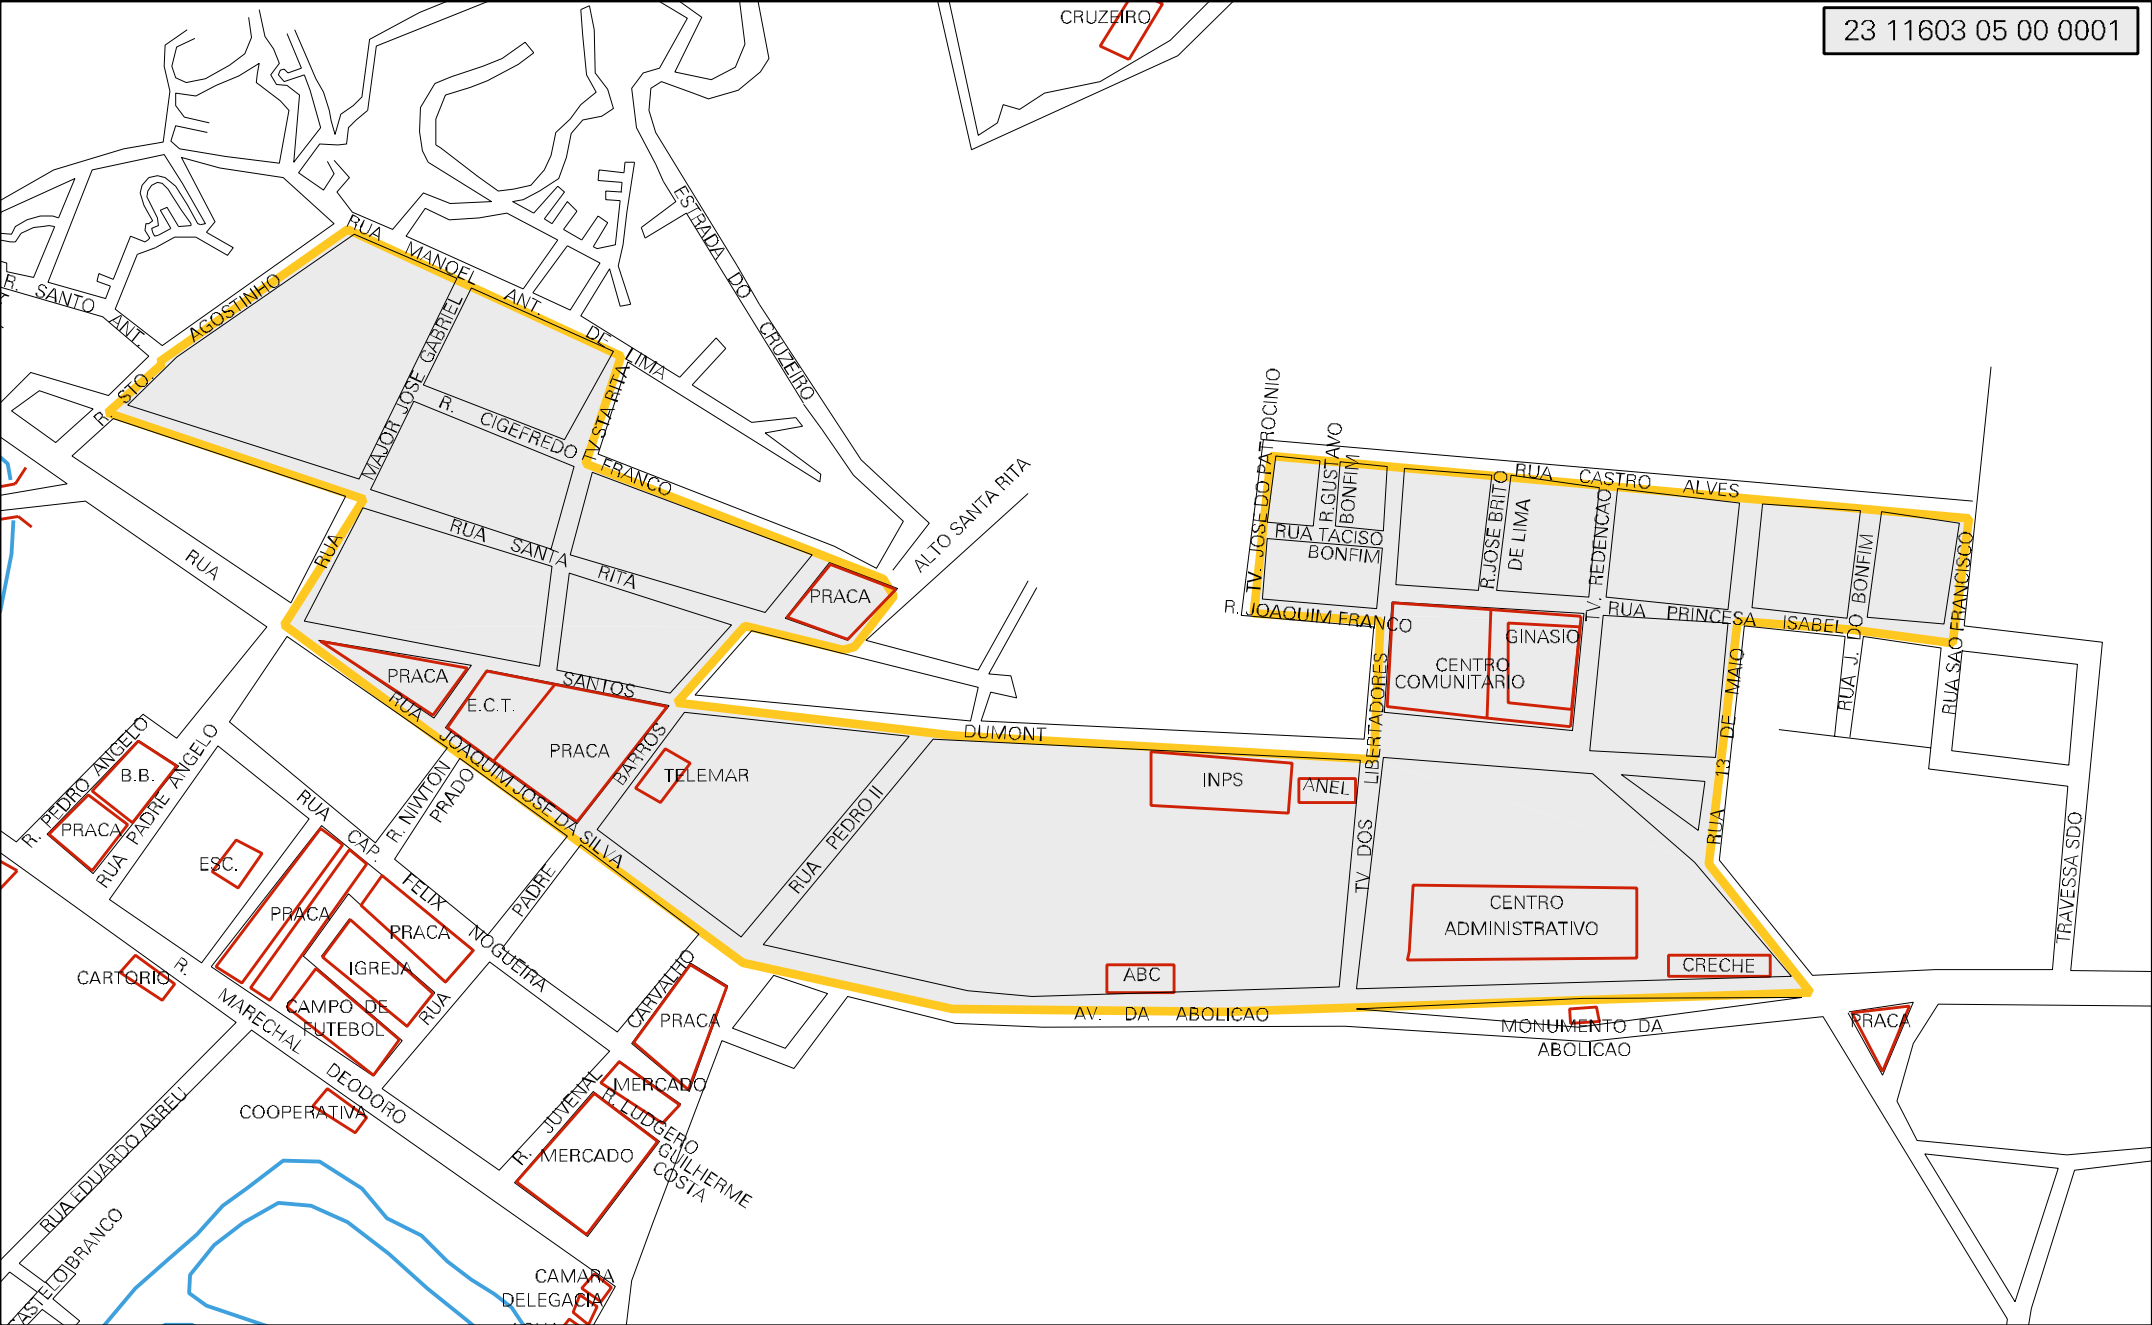 CRUZEIRO
23 11603 05 00 0001
ESTRADA DO CRUZEIRO
RUA MANOEL ANT. DE LIMA
R. SANTO ANT.
R. STO. AGOSTINHO
MAJOR JOSE GABRIEL
R. CIGEFREDO FRANCO
TV STA RITA
ALTO SANTA RITA
RUA SANTA RITA
RUA
RUA
PRACA
TV. JOSE DO PATROCINIO
R.GUSTAVO
BONFIM
RUA CASTRO ALVES
RUA TACISO
BONFIM
R.JOSE BRITO
DE LIMA
TV. REDENCAO
RUA J. DO BONFIM
RUA SAO FRANCISCO
R. JOAQUIM FRANCO
RUA PRINCESA ISABEL
GINASIO
CENTRO
COMUNITARIO
RUA 13 DE MAIO
TV DOS LIBERTADORES
PRACA
SANTOS DUMONT
E.C.T.
PRACA
RUA JOAQUIM JOSE DA SILVA
TELEMAR
INPS
ANEL
RUA PEDRO II
R. PEDRO ANGELO
B.B.
PRACA
RUA PADRE ANGELO
R. NIWTON
PRADO
RUA PADRE BARROS
ESC.
RUA CAP. FELIX NOGUEIRA
PRACA
PRACA
IGREJA
CAMPO DE
FUTEBOL
CARTORIO
R. MARECHAL DEODORO
CENTRO
ADMINISTRATIVO
CRECHE
ABC
AV. DA ABOLICAO
MONUMENTO DA
ABOLICAO
PRACA
TRAVESSA SDO
R. JUVENAL CARVALHO
PRACA
MERCADO
R. LUDGERO
GUILHERME
COSTA
MERCADO
COOPERATIVA
RUA EDUARDO ABREU
CASTELO BRANCO
CAMARA
DELEGACIA